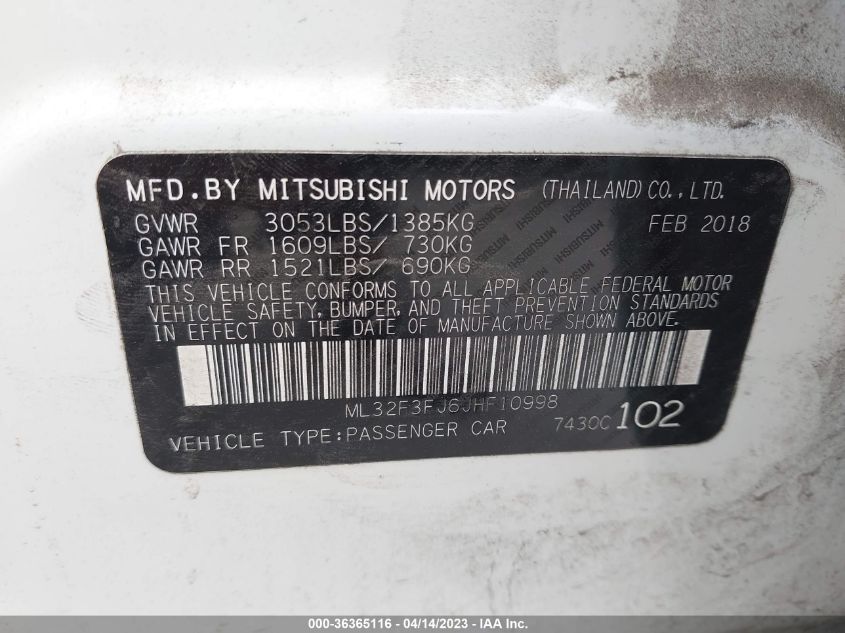 MFD.BY MITSUBISHI MOTORS (THAILAND)CO.,LTD.
GVWR 3053LBS/1385KG FEB 2018
GAWR FR 1609LBS/ 730KG
GAWR RR 1521LBS/ 690KG
THIS VEHICLE CONFORMS TO ALL APPLICABLE FEDERAL MOTOR
VEHICLE SAFETY, BUMPER, AND THEFT PREVENTION STANDARDS
IN EFFECT ON THE DATE OF MANUFACTURE SHOWN ABOVE.
ML32F3FJ6JHF10998
VEHICLE TYPE:PASSENGER CAR 7430C 102
000-36365116 - 04/14/2023 - IAAI.com